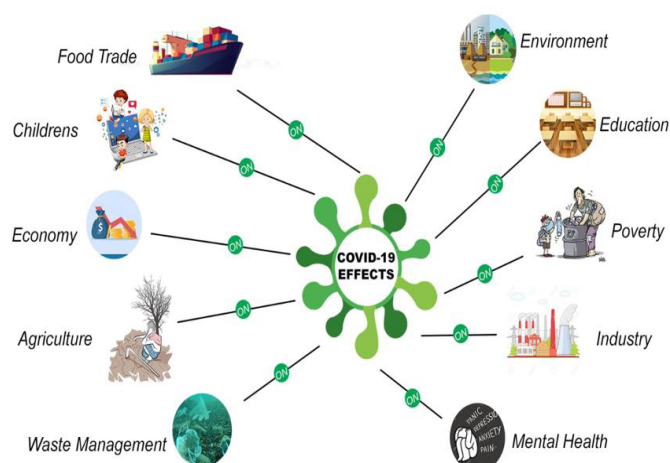 Food Trade
Environment
Childrens
Education
Economy
Poverty
Agriculture
Industry
Waste Management
Mental Health
COVID-19
EFFECTS
ON
ON
ON
ON
ON
ON
ON
ON
ON
ON
$
PANIC
DEPRESSION
ANXIETY
PAIN